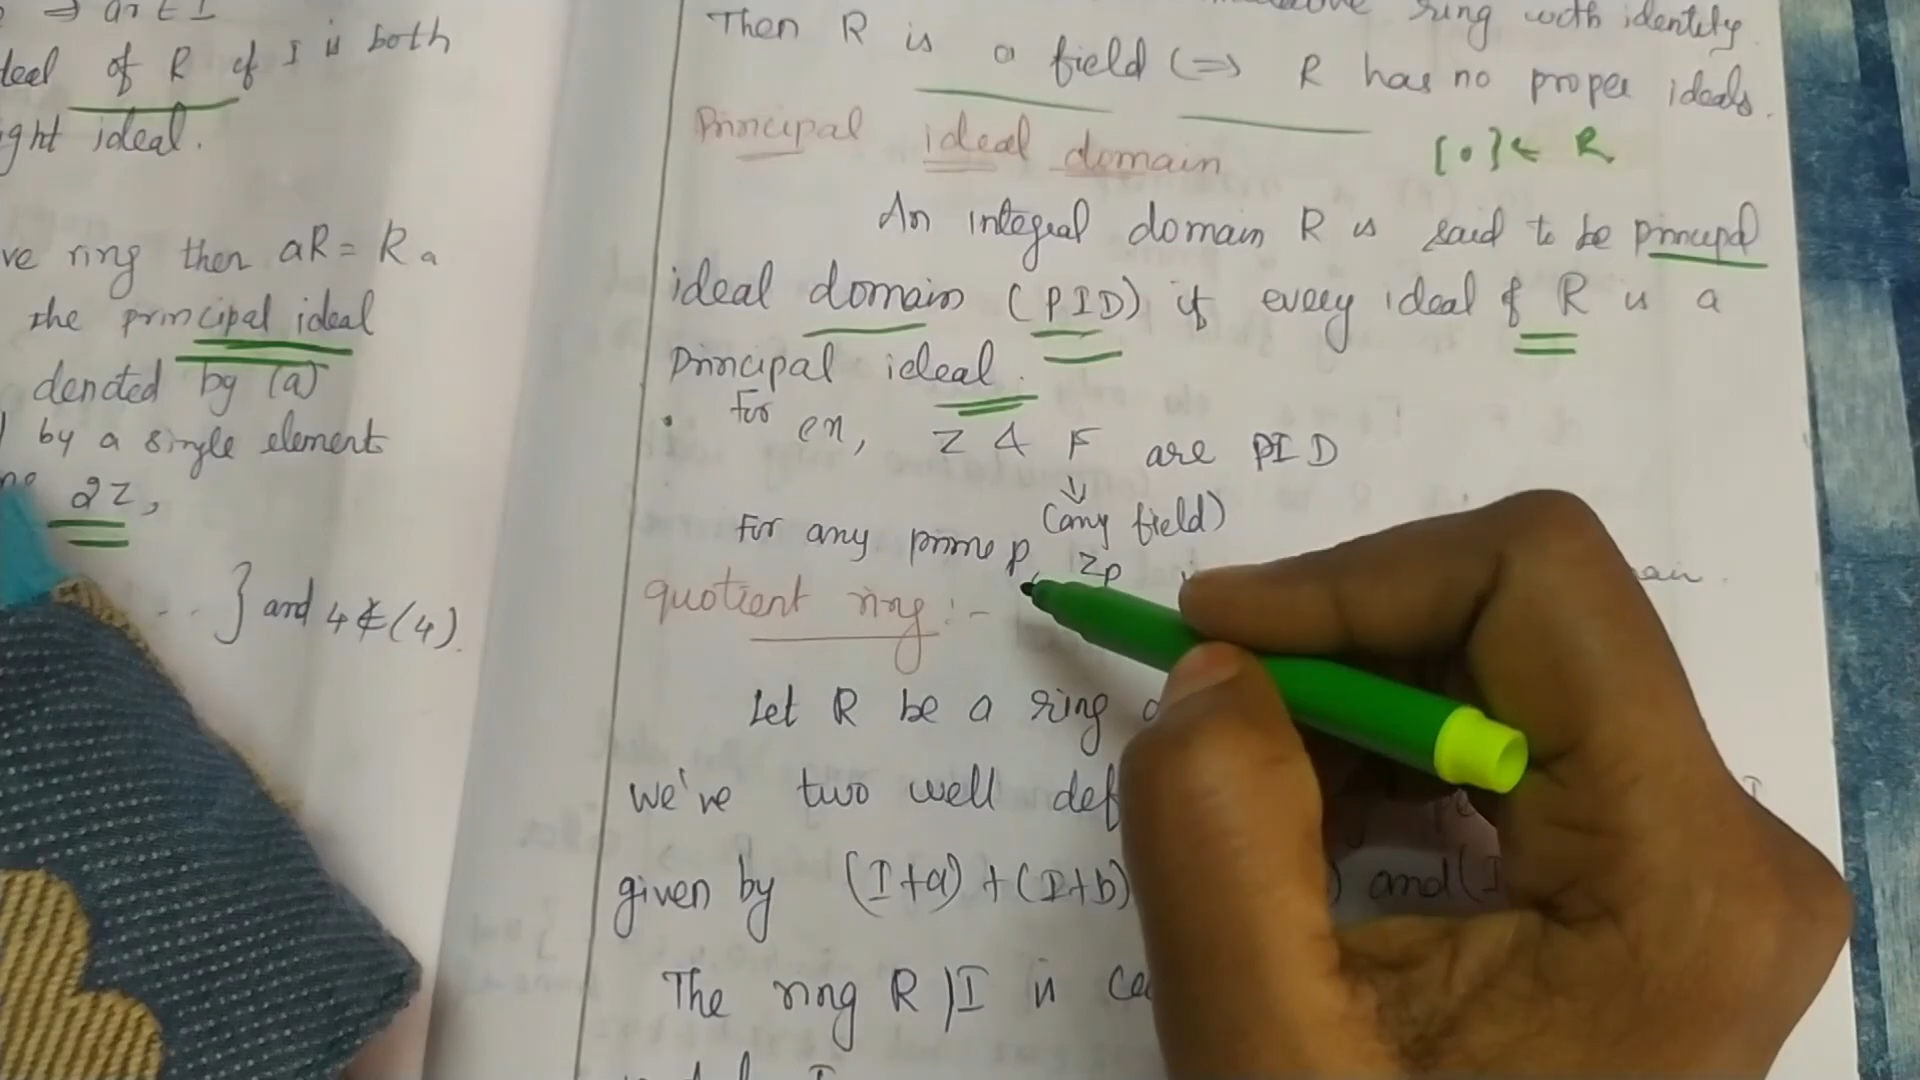 ⇒ ar ∈ I
of R if I is both
ight ideal.
ve ring then aR = Ra
the principal ideal
denoted by (a)
by a single element
2Z,
. . } and 4 ∉ (4).
ring with identity
Then R is a field (=> R has no proper ideals.
Principal ideal domain
{0} & R
An integral domain R is said to be principal
ideal domain (PID) if every ideal of R is a
Principal ideal.
For ex, Z & F are PID
(any field)
For any prime p, Zp
quotient ring :-
Let R be a ring
we've two well def
given by (I+a) + (I+b) ) and (I
The ring R/I is ca